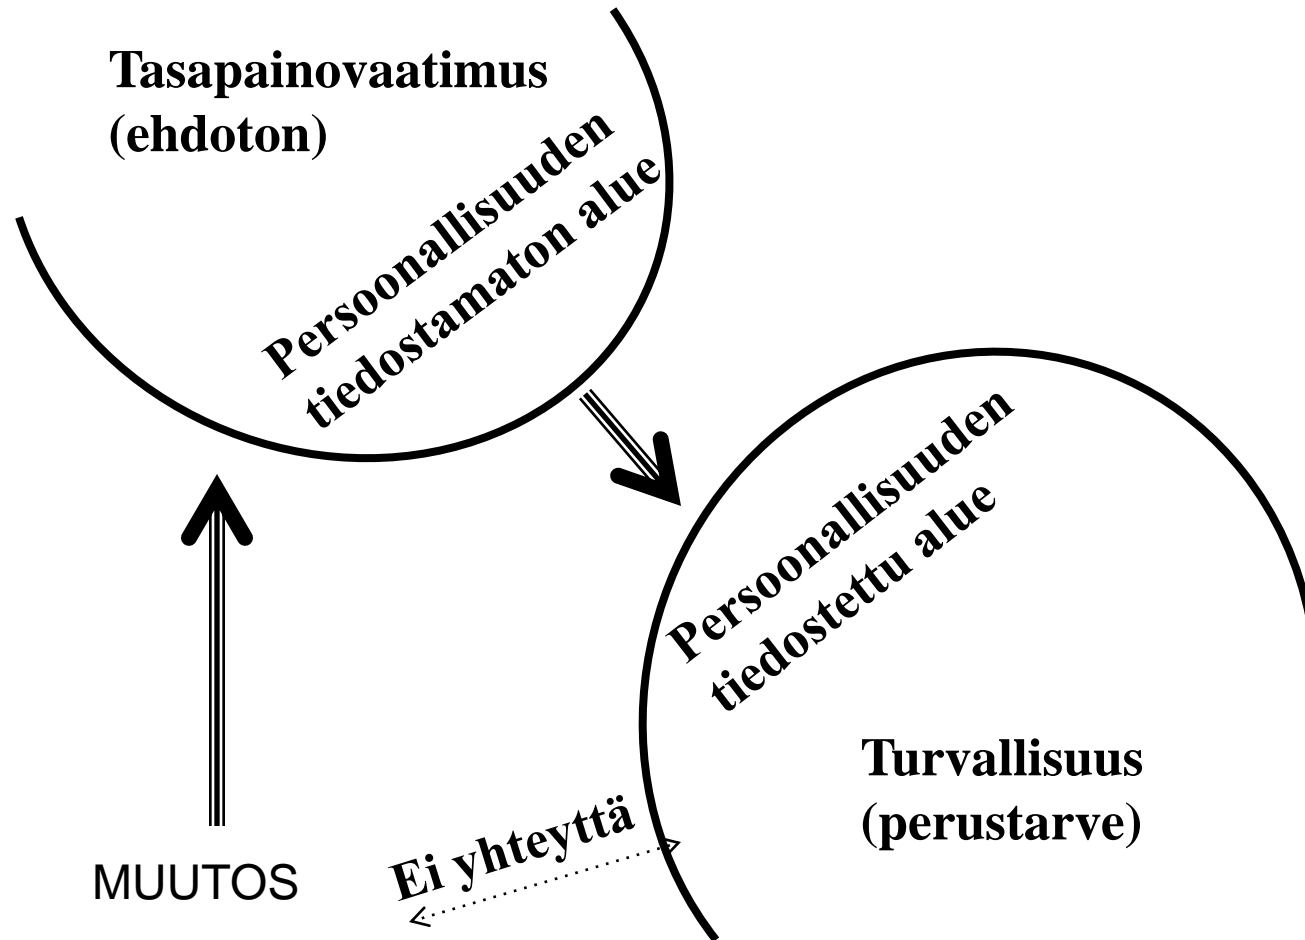 Tasapainovaatimus
(ehdoton)
Persoonallisuuden
tiedostamaton alue
Persoonallisuuden
tiedostettu alue
Turvallisuus
(perustarve)
Ei yhteyttä
MUUTOS